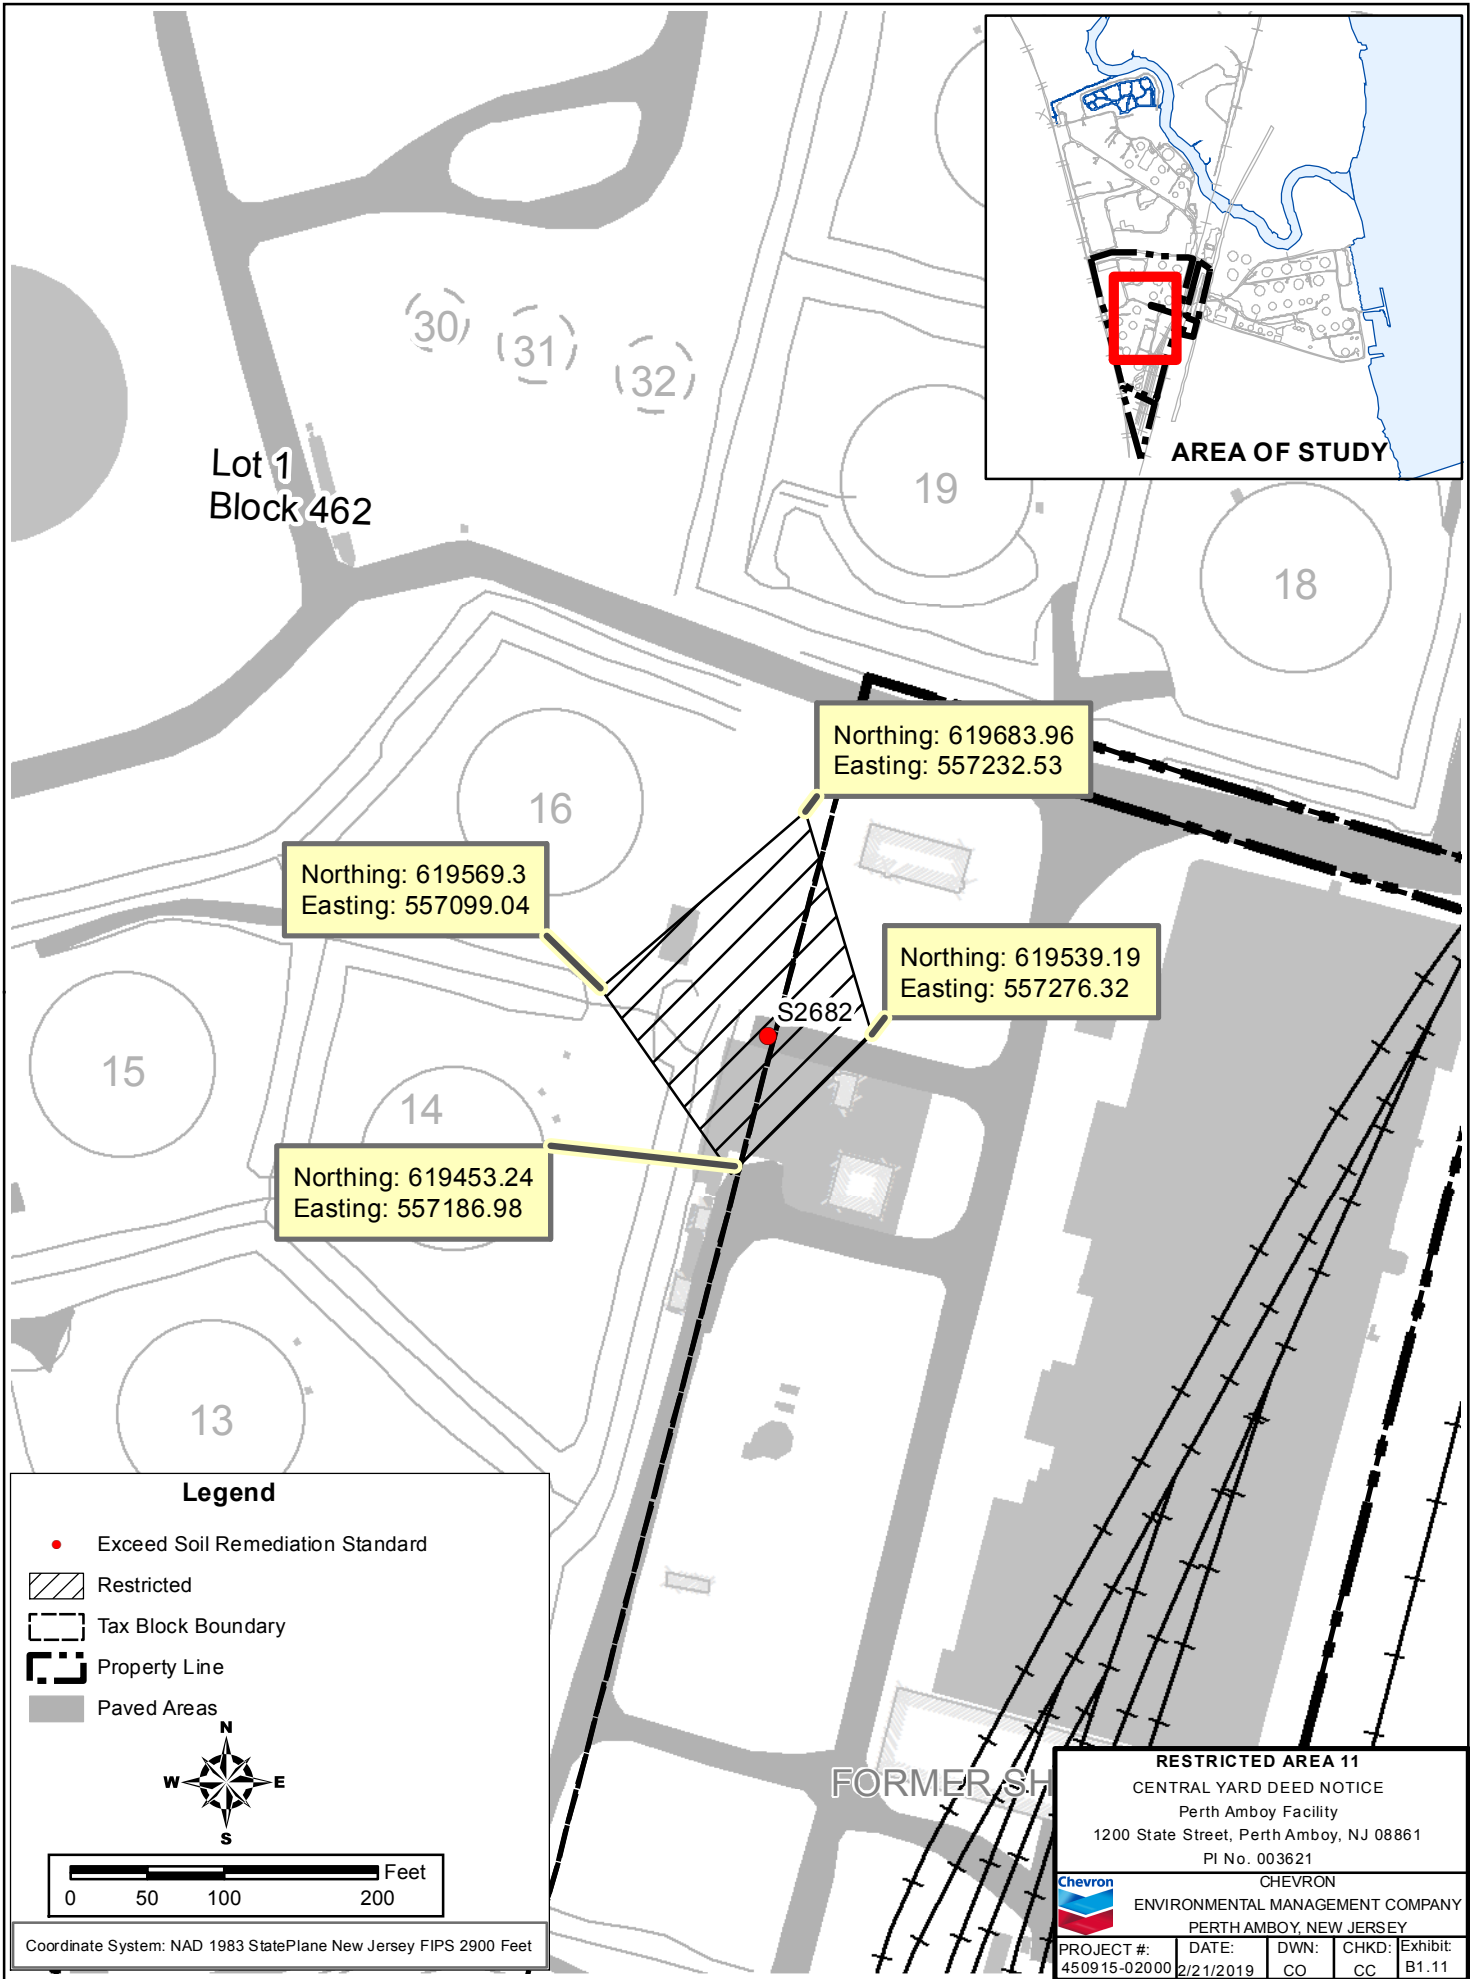 AREA OF STUDY
30
31
32
Lot 1
Block 462
19
18
Northing: 619683.96
Easting: 557232.53
16
Northing: 619569.3
Easting: 557099.04
Northing: 619539.19
Easting: 557276.32
S2682
15
14
Northing: 619453.24
Easting: 557186.98
13
Legend
Exceed Soil Remediation Standard
Restricted
Tax Block Boundary
Property Line
Paved Areas
N
W E
S
Feet
0 50 100 200
Coordinate System: NAD 1983 StatePlane New Jersey FIPS 2900 Feet
FORMER SH
RESTRICTED AREA 11
CENTRAL YARD DEED NOTICE
Perth Amboy Facility
1200 State Street, Perth Amboy, NJ 08861
PI No. 003621
Chevron
CHEVRON
ENVIRONMENTAL MANAGEMENT COMPANY
PERTH AMBOY, NEW JERSEY
PROJECT #: DATE: DWN: CHKD: Exhibit:
450915-02000 2/21/2019 CO CC B1.11